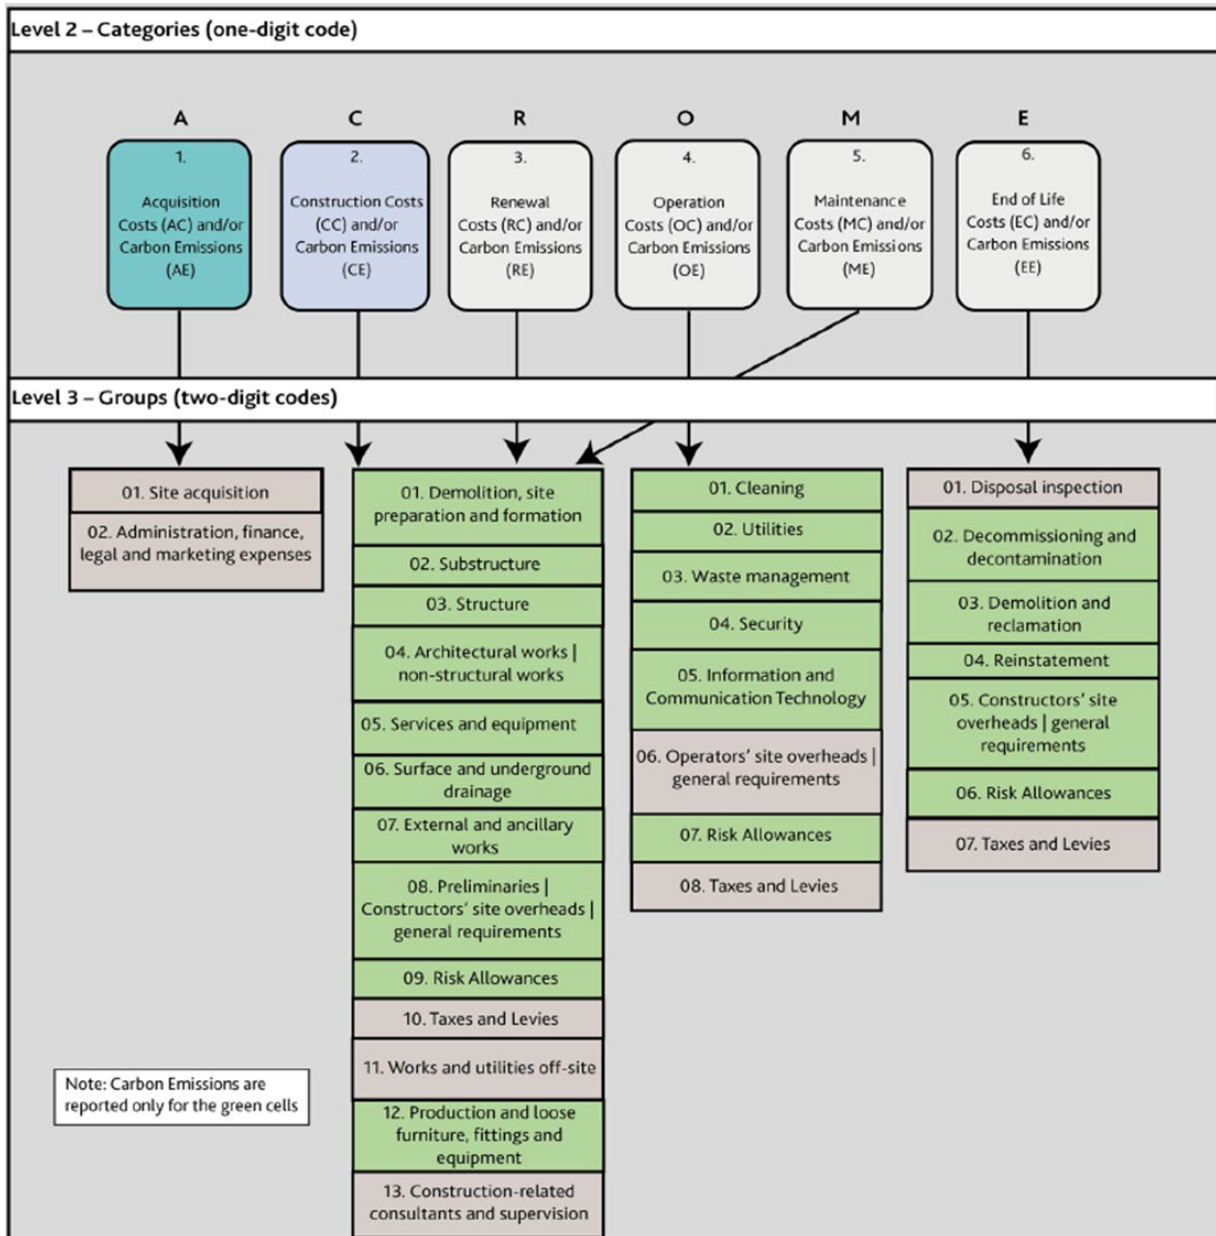 Level 2 – Categories (one-digit code)
A
C
R
O
M
E
1.
Acquisition
Costs (AC) and/or
Carbon Emissions
(AE)
2.
Construction Costs
(CC) and/or
Carbon Emissions
(CE)
3.
Renewal
Costs (RC) and/or
Carbon Emissions
(RE)
4.
Operation
Costs (OC) and/or
Carbon Emissions
(OE)
5.
Maintenance
Costs (MC) and/or
Carbon Emissions
(ME)
6.
End of Life
Costs (EC) and/or
Carbon Emissions
(EE)
Level 3 – Groups (two-digit codes)
01. Site acquisition
02. Administration, finance,
legal and marketing expenses
01. Demolition, site
preparation and formation
02. Substructure
03. Structure
04. Architectural works |
non-structural works
05. Services and equipment
06. Surface and underground
drainage
07. External and ancillary
works
08. Preliminaries |
Constructors’ site overheads |
general requirements
09. Risk Allowances
10. Taxes and Levies
11. Works and utilities off-site
12. Production and loose
furniture, fittings and
equipment
13. Construction-related
consultants and supervision
01. Cleaning
02. Utilities
03. Waste management
04. Security
05. Information and
Communication Technology
06. Operators’ site overheads |
general requirements
07. Risk Allowances
08. Taxes and Levies
01. Disposal inspection
02. Decommissioning and
decontamination
03. Demolition and
reclamation
04. Reinstatement
05. Constructors’ site
overheads | general
requirements
06. Risk Allowances
07. Taxes and Levies
Note: Carbon Emissions are
reported only for the green cells